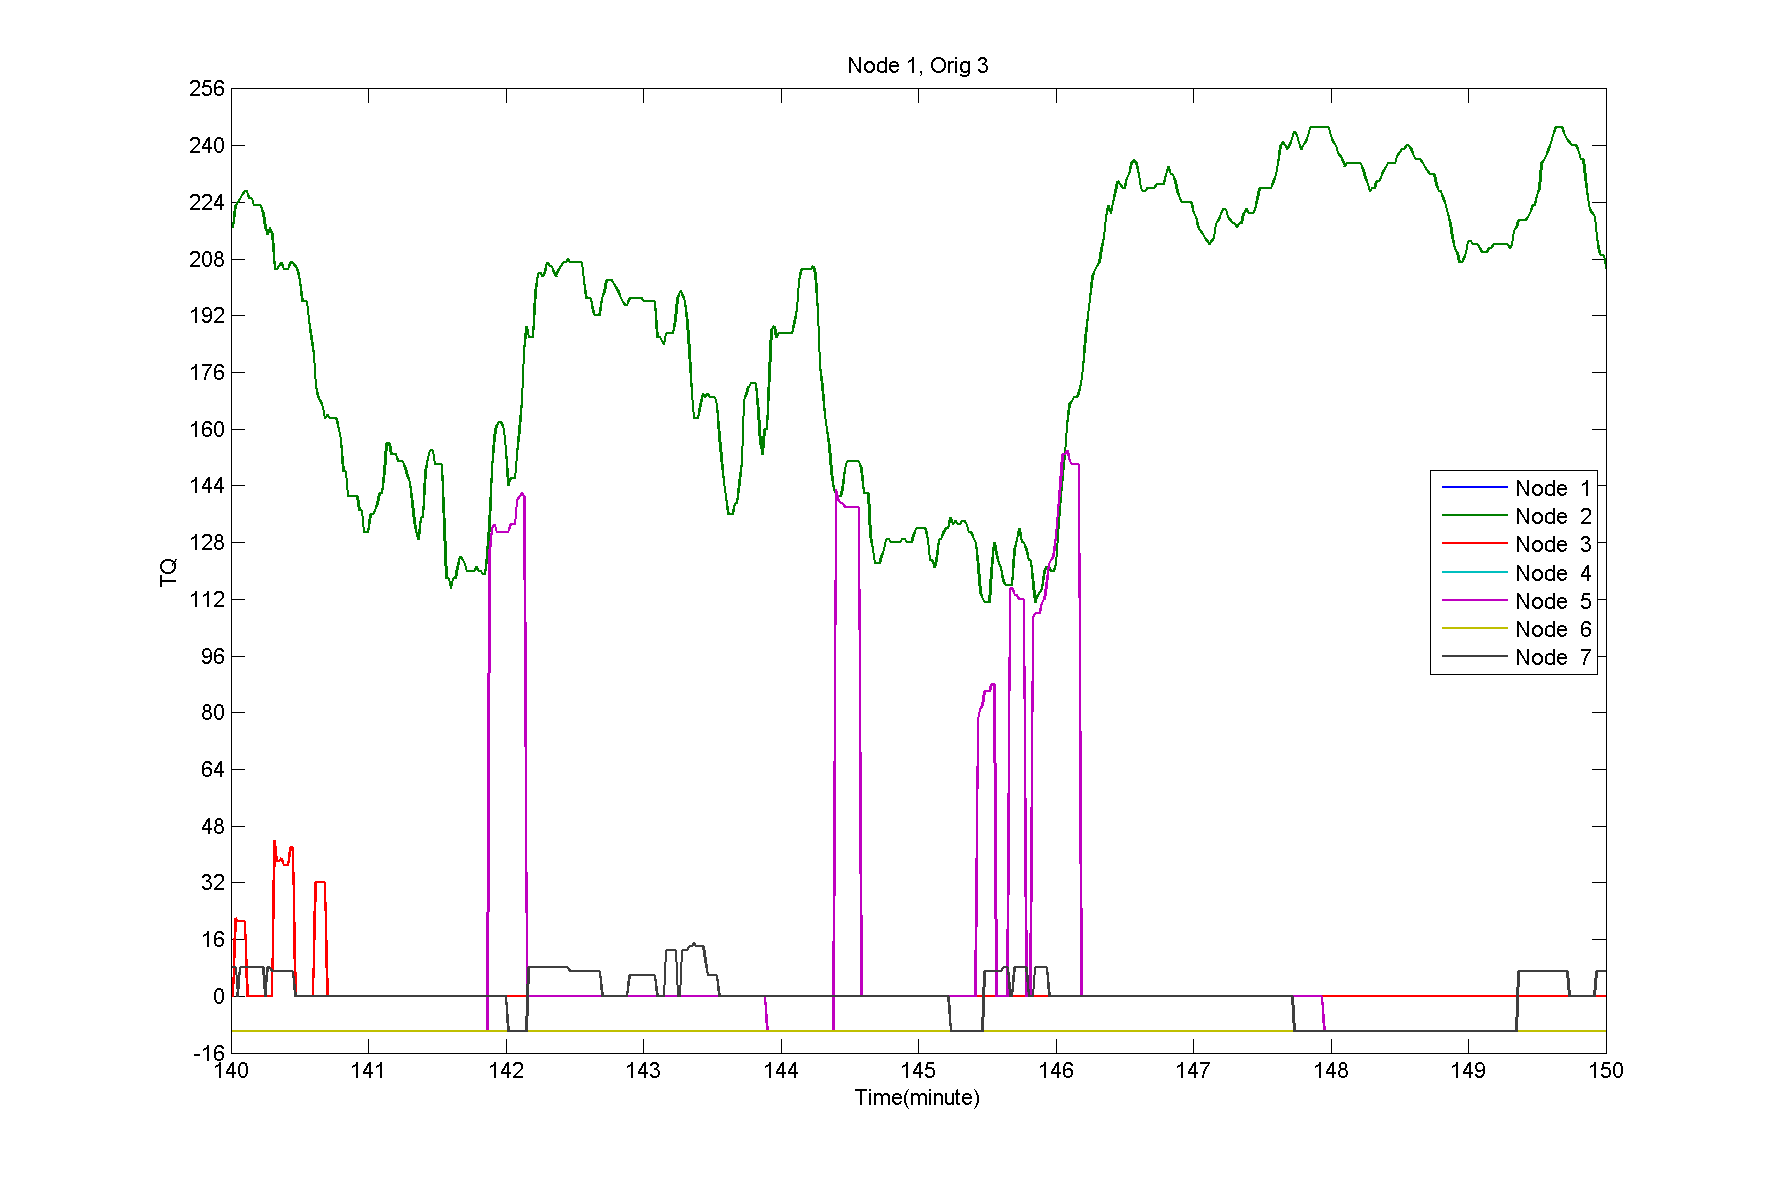 Node 1, Orig 3
256
240
224
208
192
176
160
144
128
112
96
80
64
48
32
16
0
-16
TQ
Node 1
Node 2
Node 3
Node 4
Node 5
Node 6
Node 7
140 141 142 143 144 145 146 147 148 149 150
Time(minute)